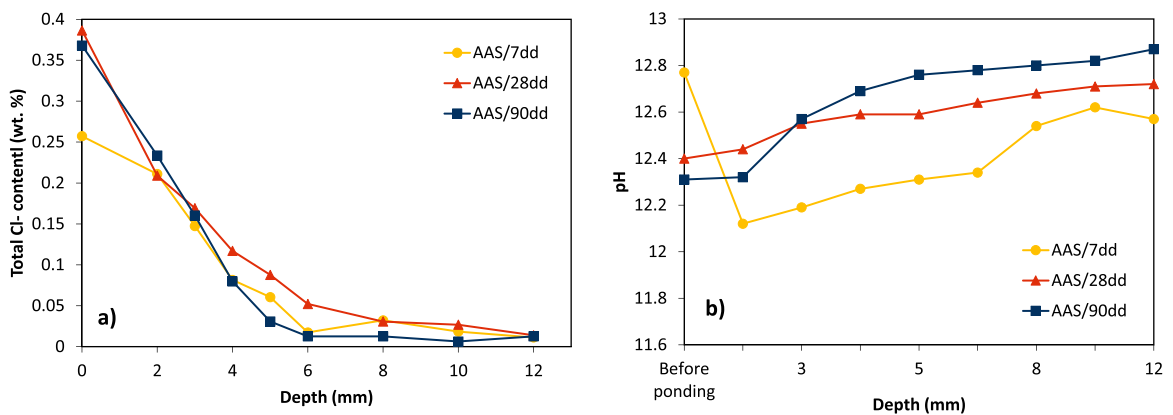 0.4
0.35
0.3
0.25
0.2
0.15
0.1
0.05
0
Total Cl- contentl (wt. %)
AAS/7dd
AAS/28dd
AAS/90dd
a)
0 2 4 6 8 10 12
Depth (mm)
13
12.8
12.6
12.4
12.2
12
11.8
11.6
pH
AAS/7dd
AAS/28dd
AAS/90dd
b)
Before ponding 3 5 8 12
Depth (mm)